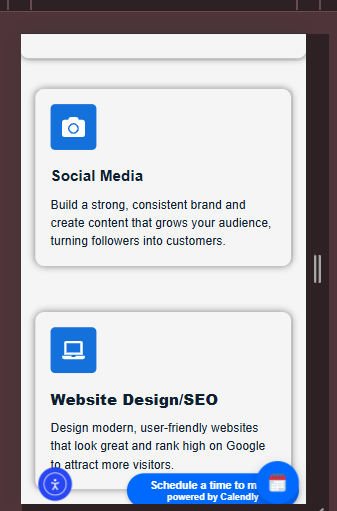 Social Media
Build a strong, consistent brand and
create content that grows your audience,
turning followers into customers.
Website Design/SEO
Design modern, user-friendly websites
that look great and rank high on Google
to attract more visitors.
Schedule a time to m
powered by Calendly